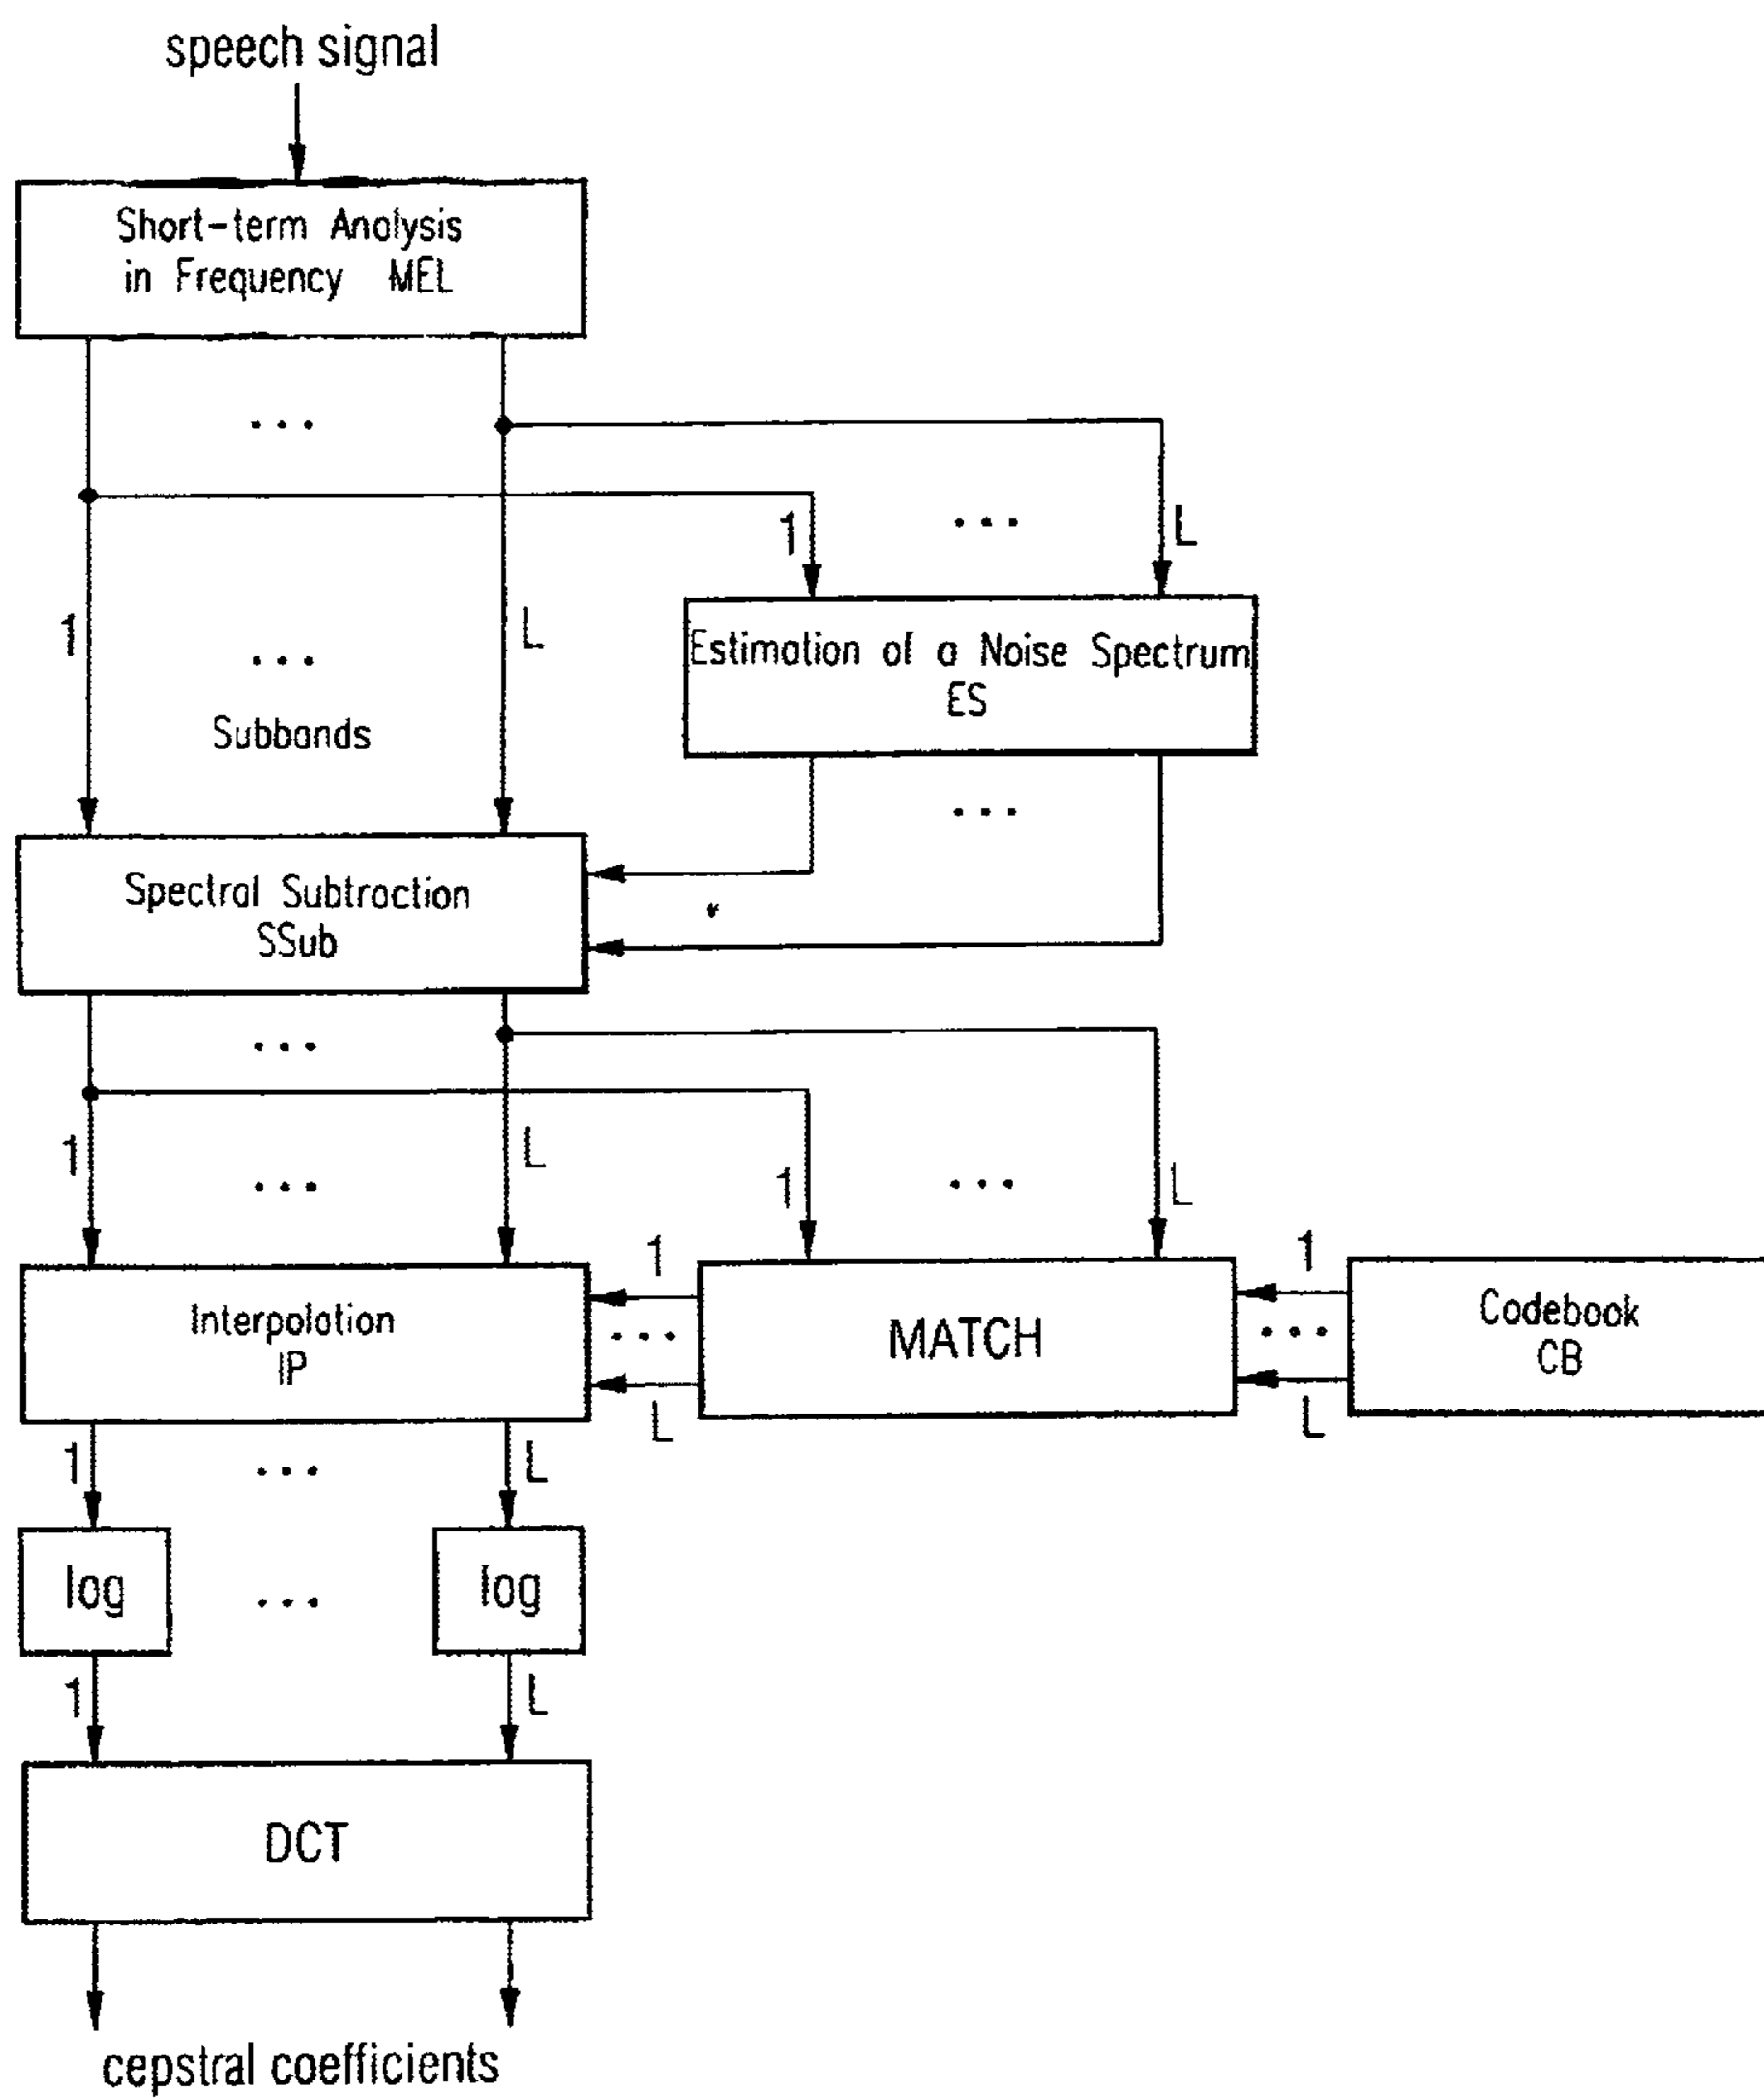 speech signal
Short-term Analysis
in Frequency MEL
...
1
...
L
1
...
L
Subbands
Estimation of a Noise Spectrum
ES
...
Spectral Subtraction
SSub
...
1
...
L
1
...
L
Interpolation
IP
1
...
L
MATCH
1
...
L
Codebook
CB
1
...
L
log
...
log
1
L
DCT
cepstral coefficients